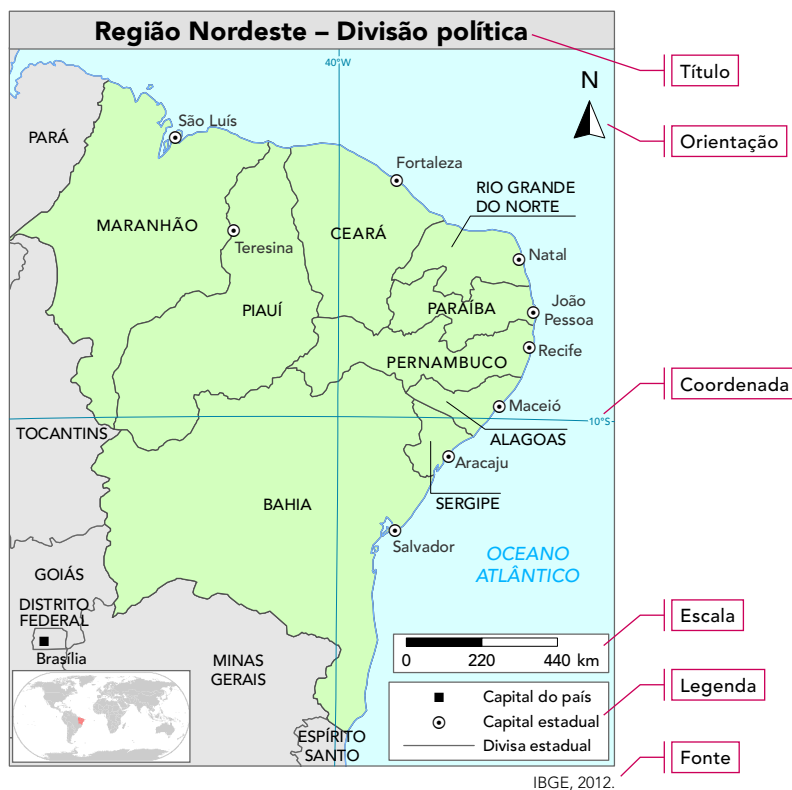 Região Nordeste – Divisão política
Título
40°W
N
Orientação
São Luís
PARÁ
Fortaleza
RIO GRANDE
DO NORTE
MARANHÃO
CEARÁ
Teresina
Natal
PIAUÍ
PARAÍBA
João
Pessoa
Recife
PERNAMBUCO
Coordenada
Maceió
10°S
TOCANTINS
ALAGOAS
Aracaju
SERGIPE
BAHIA
Salvador
OCEANO
ATLÂNTICO
GOIÁS
DISTRITO
FEDERAL
Brasília
Escala
0 220 440 km
MINAS
GERAIS
Legenda
Capital do país
Capital estadual
Divisa estadual
ESPÍRITO
SANTO
Fonte
IBGE, 2012.